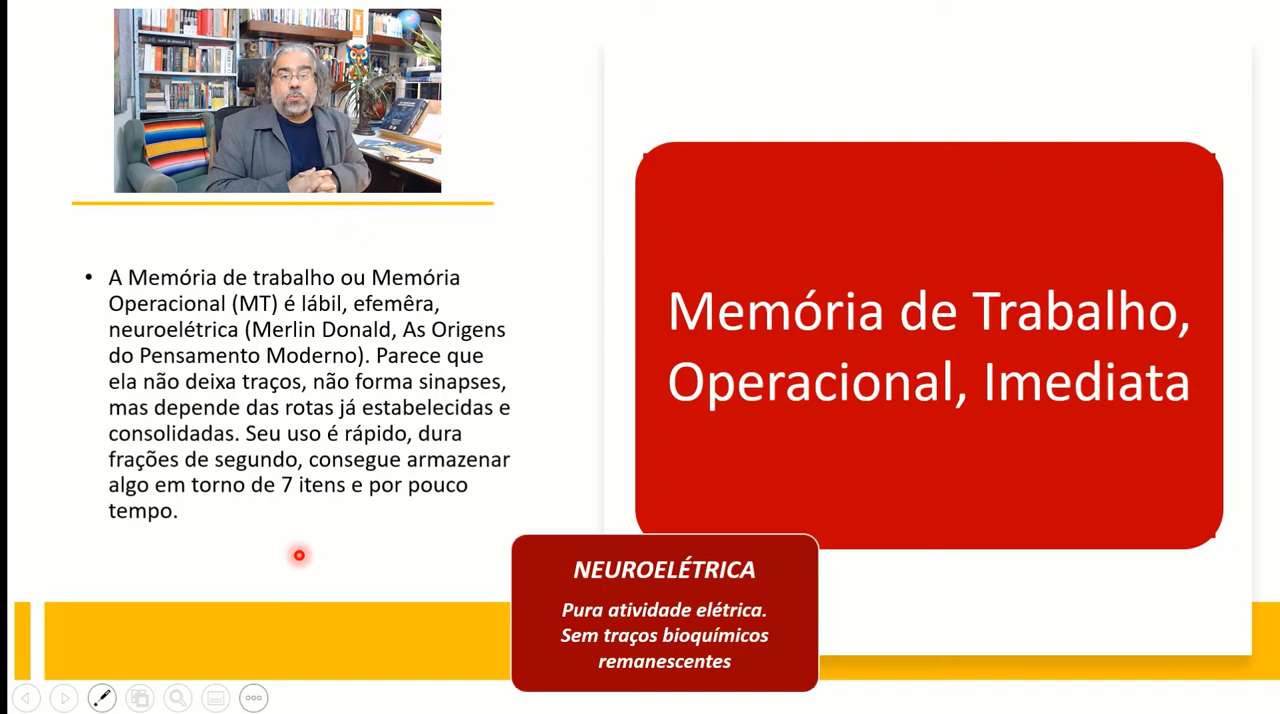 A Memória de trabalho ou Memória
Operacional (MT) é lábil, efemêra,
neuroelétrica (Merlin Donald, As Origens
do Pensamento Moderno). Parece que
ela não deixa traços, não forma sinapses,
mas depende das rotas já estabelecidas e
consolidadas. Seu uso é rápido, dura
frações de segundo, consegue armazenar
algo em torno de 7 itens e por pouco
tempo.
Memória de Trabalho,
Operacional, Imediata
NEUROELÉTRICA
Pura atividade elétrica.
Sem traços bioquímicos
remanescentes